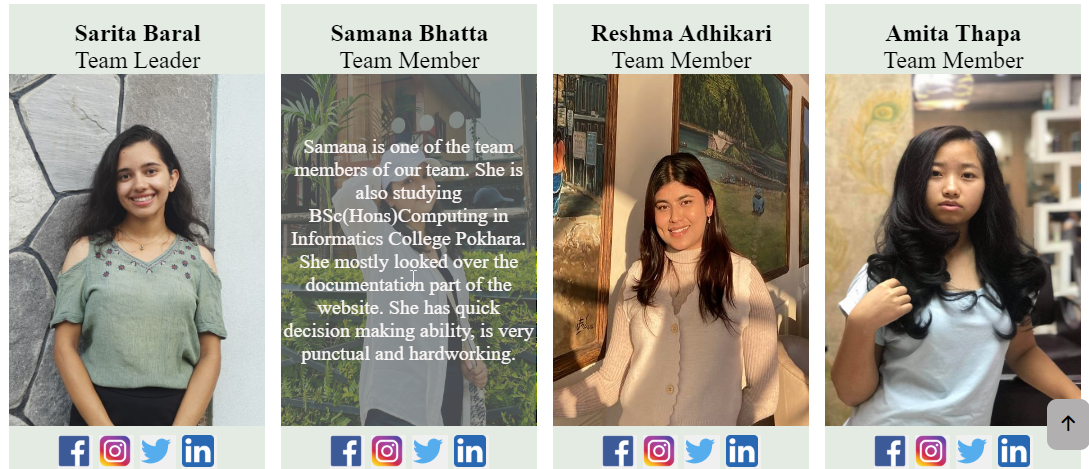 Sarita Baral
Team Leader
Samana Bhatta
Team Member
Samana is one of the team
members of our team. She is
also studying
BSc(Hons)Computing in
Informatics College Pokhara.
She mostly looked over the
documentation part of the
website. She has quick
decision making ability, is very
punctual and hardworking.
Reshma Adhikari
Team Member
Amita Thapa
Team Member